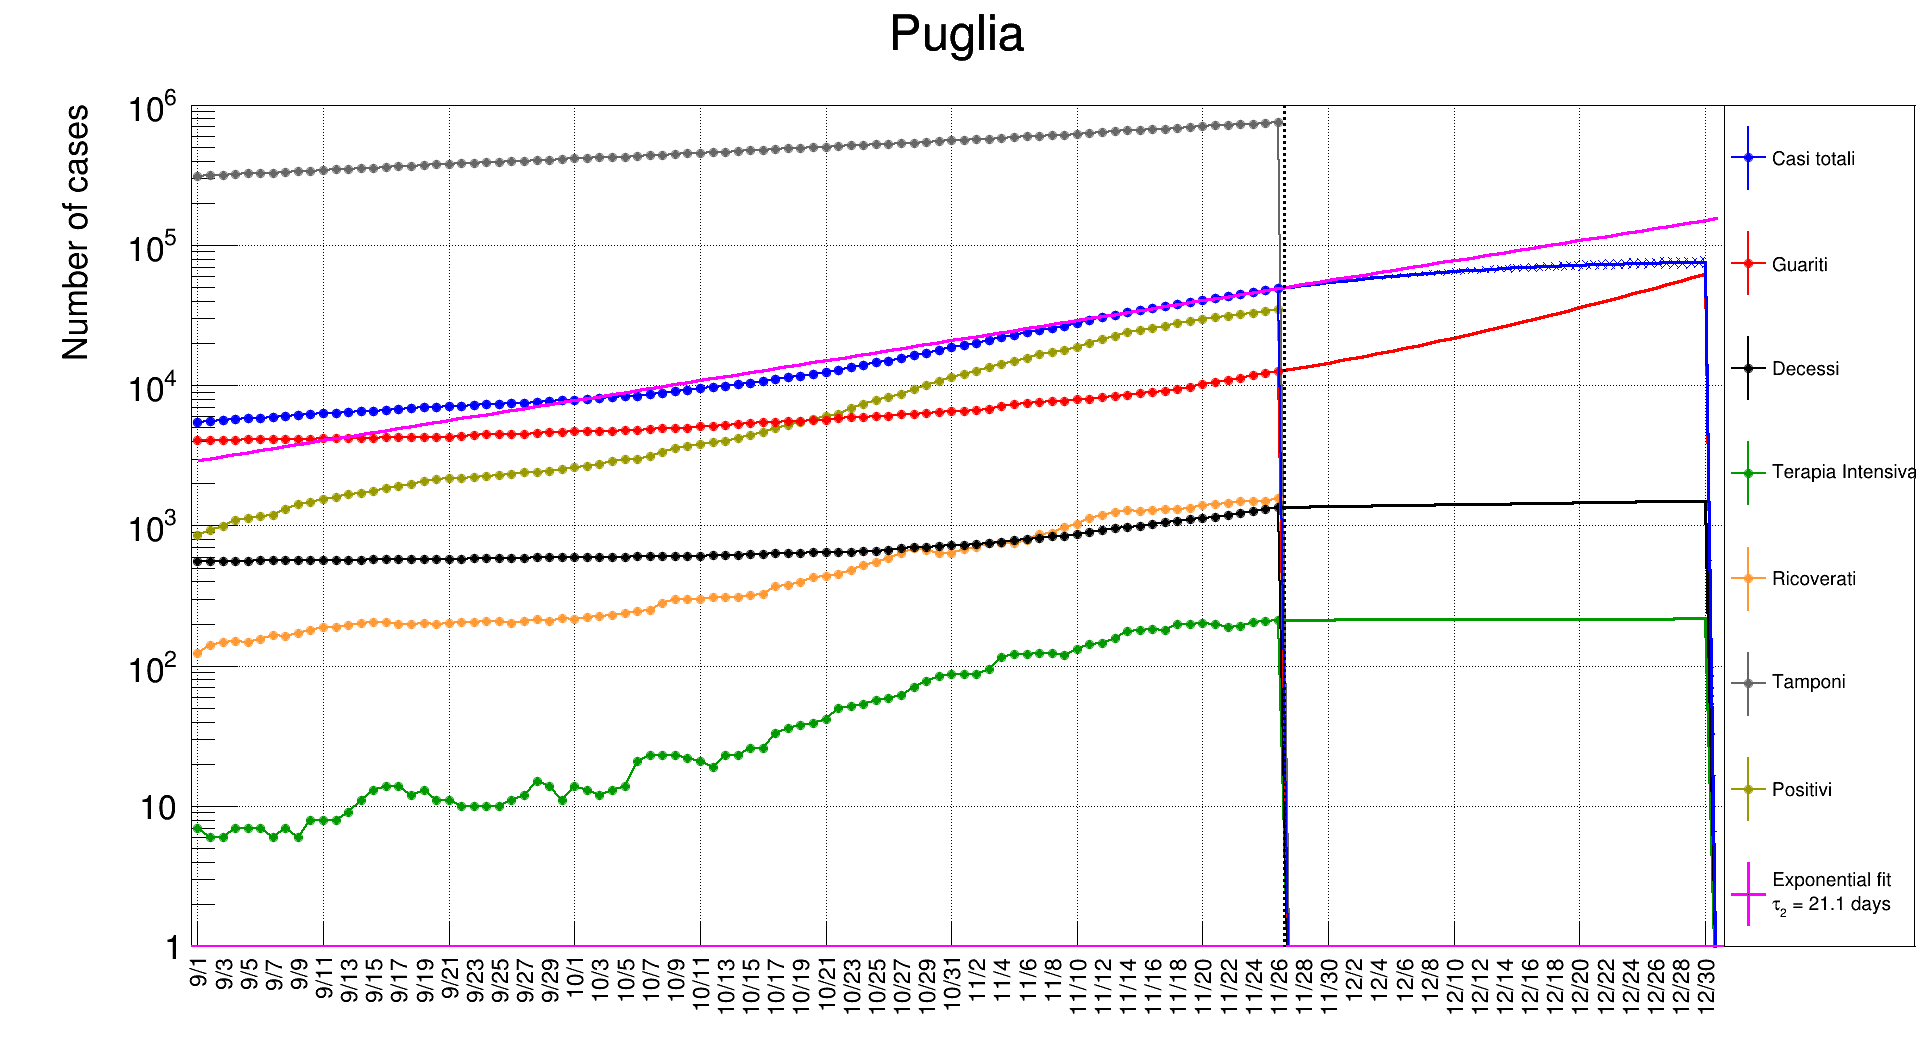 Puglia
Number of cases
10^6
10^5
10^4
10^3
10^2
10
1
9/1 9/3 9/5 9/7 9/9 9/11 9/13 9/15 9/17 9/19 9/21 9/23 9/25 9/27 9/29 10/1 10/3 10/5 10/7 10/9 10/11 10/13 10/15 10/17 10/19 10/21 10/23 10/25 10/27 10/29 10/31 11/2 11/4 11/6 11/8 11/10 11/12 11/14 11/16 11/18 11/20 11/22 11/24 11/26 11/28 11/30 12/2 12/4 12/6 12/8 12/10 12/12 12/14 12/16 12/18 12/20 12/22 12/24 12/26 12/28 12/30
Casi totali
Guariti
Decessi
Terapia Intensiva
Ricoverati
Tamponi
Positivi
Exponential fit
τ₂ = 21.1 days